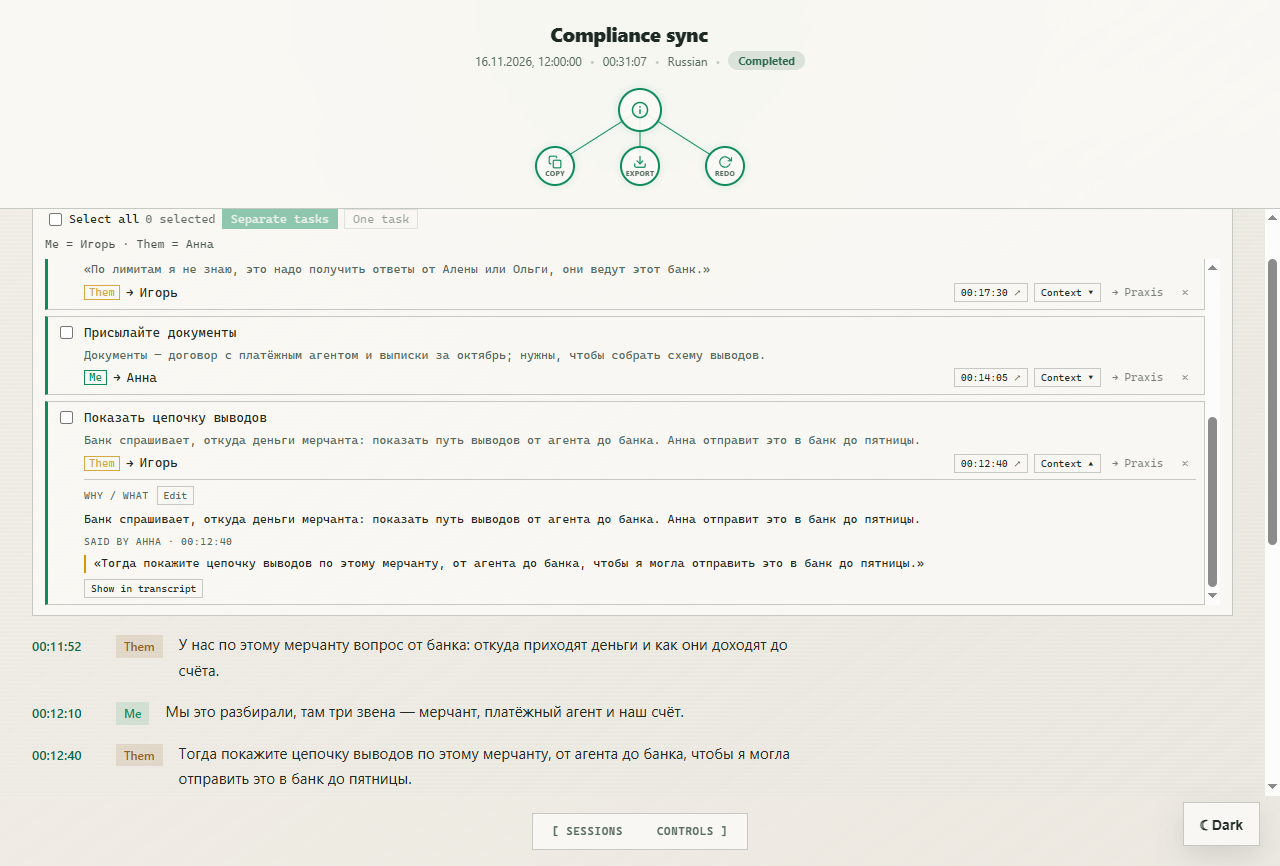 Compliance sync
16.11.2026, 12:00:00 • 00:31:07 • Russian • Completed
COPY
EXPORT
REDO
Select all 0 selected Separate tasks One task
Me = Игорь · Them = Анна
«По лимитам я не знаю, это надо получить ответы от Алены или Ольги, они ведут этот банк.»
Them → Игорь 00:17:30 ↗ Context ▾ → Praxis ×
Присылайте документы
Документы — договор с платёжным агентом и выписки за октябрь; нужны, чтобы собрать схему выводов.
Me → Анна 00:14:05 ↗ Context ▾ → Praxis ×
Показать цепочку выводов
Банк спрашивает, откуда деньги мерчанта: показать путь выводов от агента до банка. Анна отправит это в банк до пятницы.
Them → Игорь 00:12:40 ↗ Context ▴ → Praxis ×
WHY / WHAT Edit
Банк спрашивает, откуда деньги мерчанта: показать путь выводов от агента до банка. Анна отправит это в банк до пятницы.
SAID BY АННА · 00:12:40
«Тогда покажите цепочку выводов по этому мерчанту, от агента до банка, чтобы я могла отправить это в банк до пятницы.»
Show in transcript
00:11:52 Them У нас по этому мерчанту вопрос от банка: откуда приходят деньги и как они доходят до
счёта.
00:12:10 Me Мы это разбирали, там три звена — мерчант, платёжный агент и наш счёт.
00:12:40 Them Тогда покажите цепочку выводов по этому мерчанту, от агента до банка, чтобы я могла
отправить это в банк до пятницы.
[ SESSIONS CONTROLS ]
☾ Dark